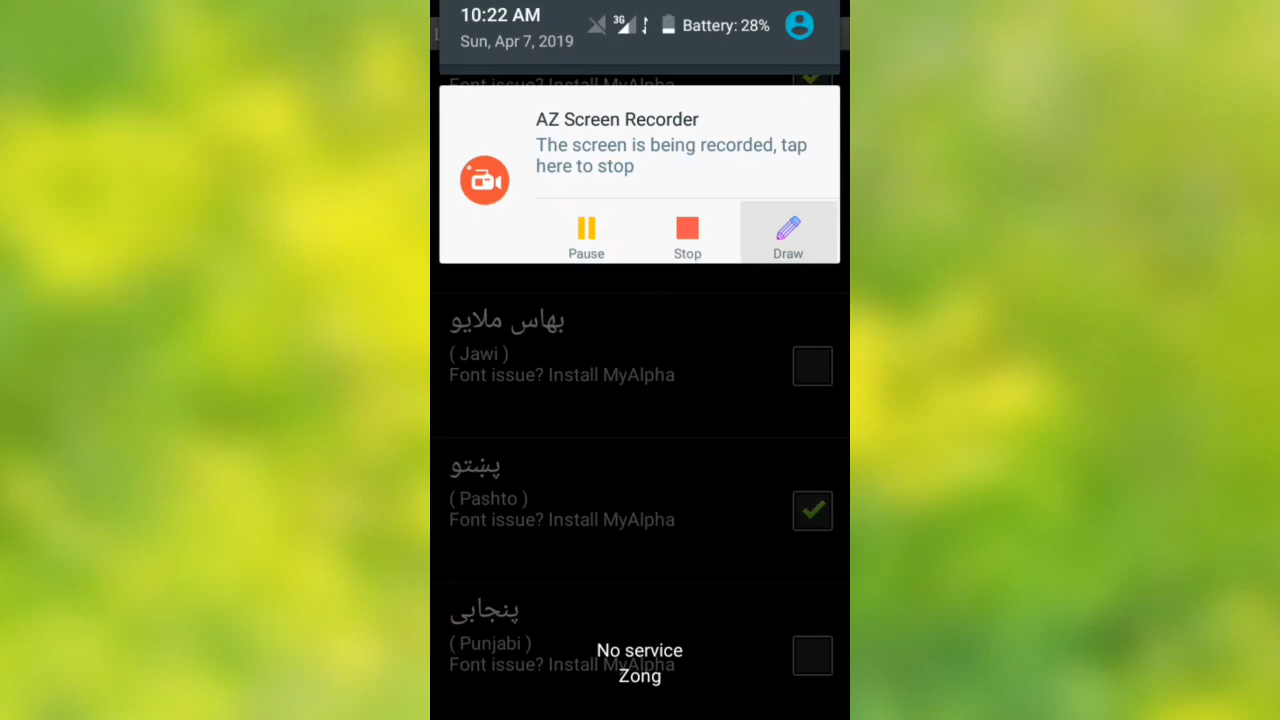 10:22 AM
3G
Battery: 28%
Sun, Apr 7, 2019
Font issue? Install MyAlpha
AZ Screen Recorder
The screen is being recorded, tap
here to stop
Pause
Stop
Draw
بهاس ملايو
( Jawi )
Font issue? Install MyAlpha
پښتو
( Pashto )
Font issue? Install MyAlpha
پنجابی
( Punjabi )
Font issue? Install MyAlpha
No service
Zong